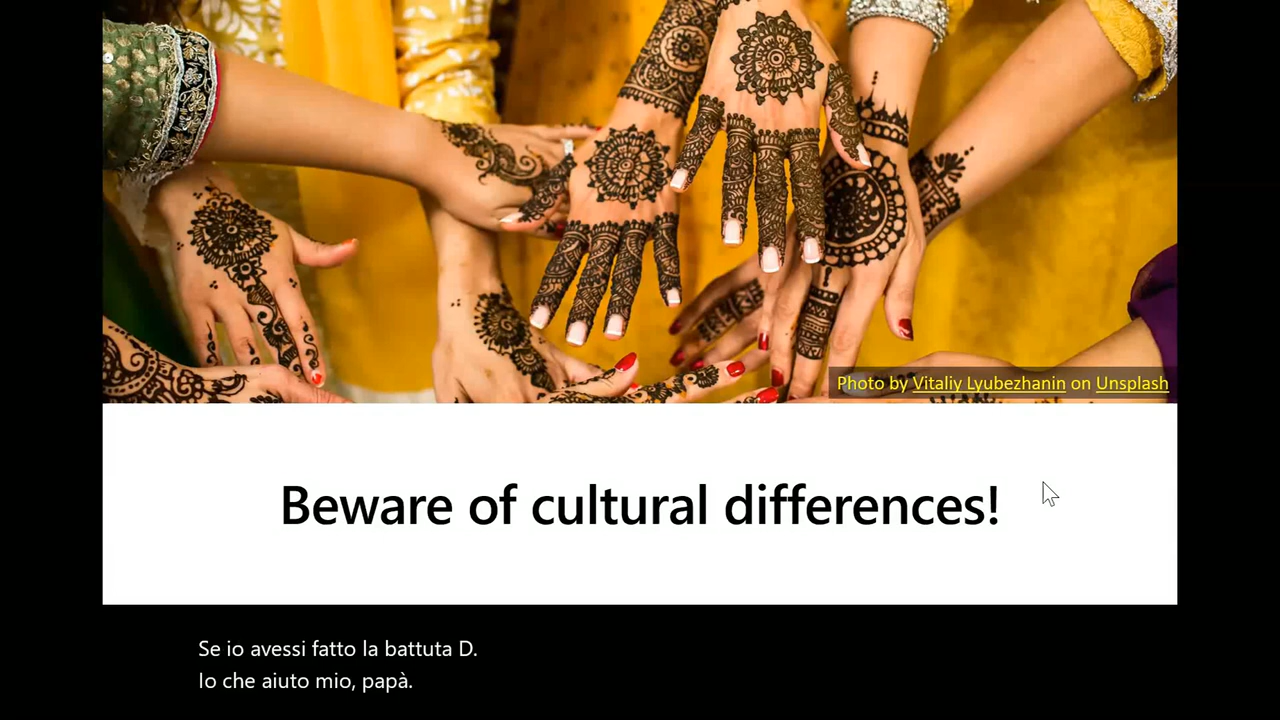 Photo by Vitaliy Lyubezhanin on Unsplash
Beware of cultural differences!
Se io avessi fatto la battuta D.
Io che aiuto mio, papà.